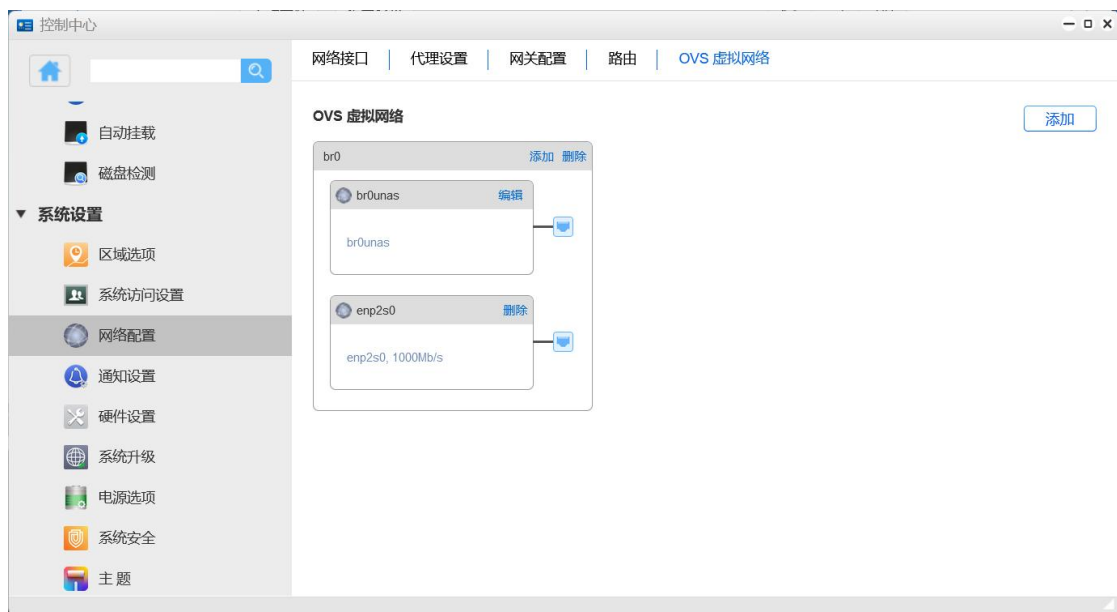 控制中心
网络接口 代理设置 网关配置 路由 OVS 虚拟网络
自动挂载
磁盘检测
系统设置
区域选项
系统访问设置
网络配置
通知设置
硬件设置
系统升级
电源选项
系统安全
主题
OVS 虚拟网络
添加
br0 添加 删除
br0unas 编辑
br0unas
enp2s0 删除
enp2s0, 1000Mb/s